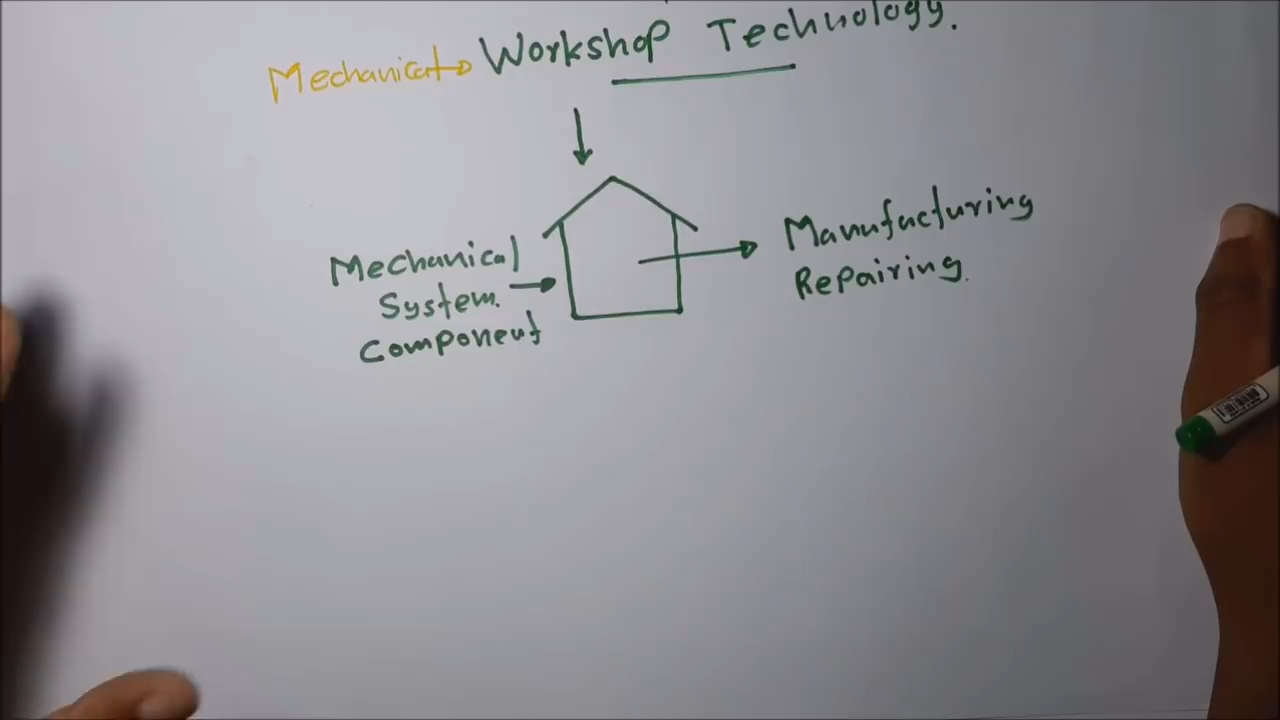 Mechanical Workshop Technology.
Mechanical
System
Component
Manufacturing
Repairing.